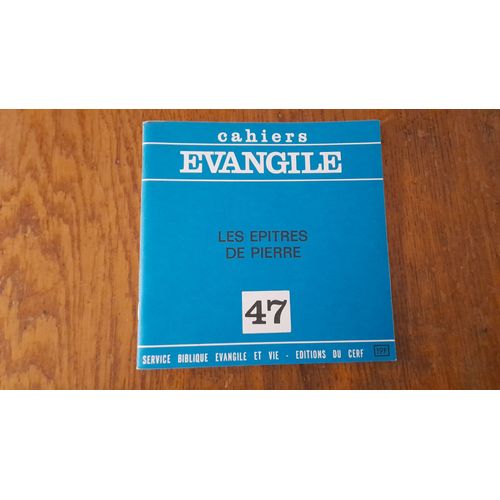 cahiers
EVANGILE
LES EPITRES
DE PIERRE
47
SERVICE BIBLIQUE EVANGILE ET VIE - EDITIONS DU CERF